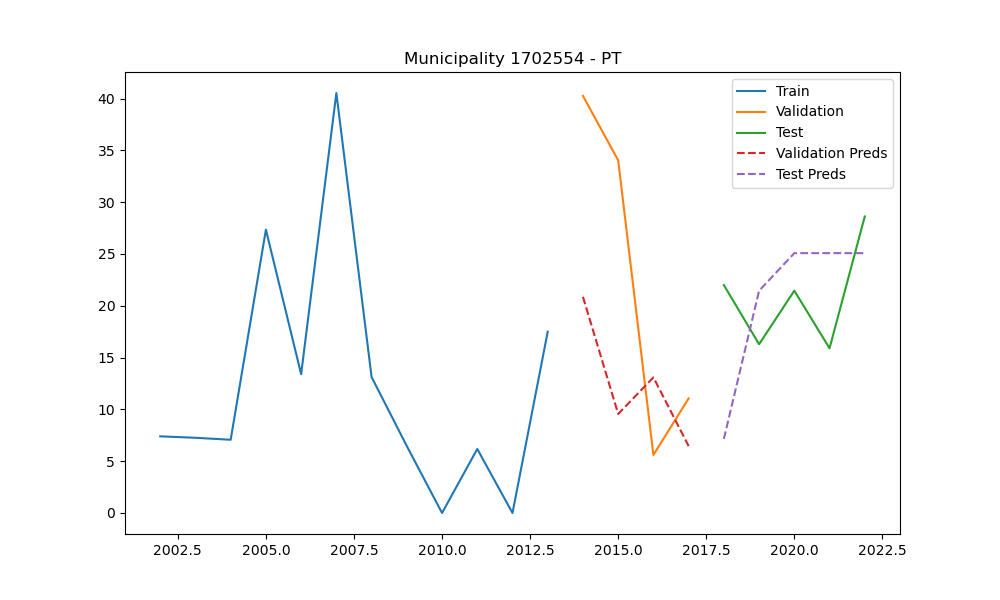 Municipality 1702554 - PT
Train
Validation
Test
Validation Preds
Test Preds
40
35
30
25
20
15
10
5
0
2002.5 2005.0 2007.5 2010.0 2012.5 2015.0 2017.5 2020.0 2022.5